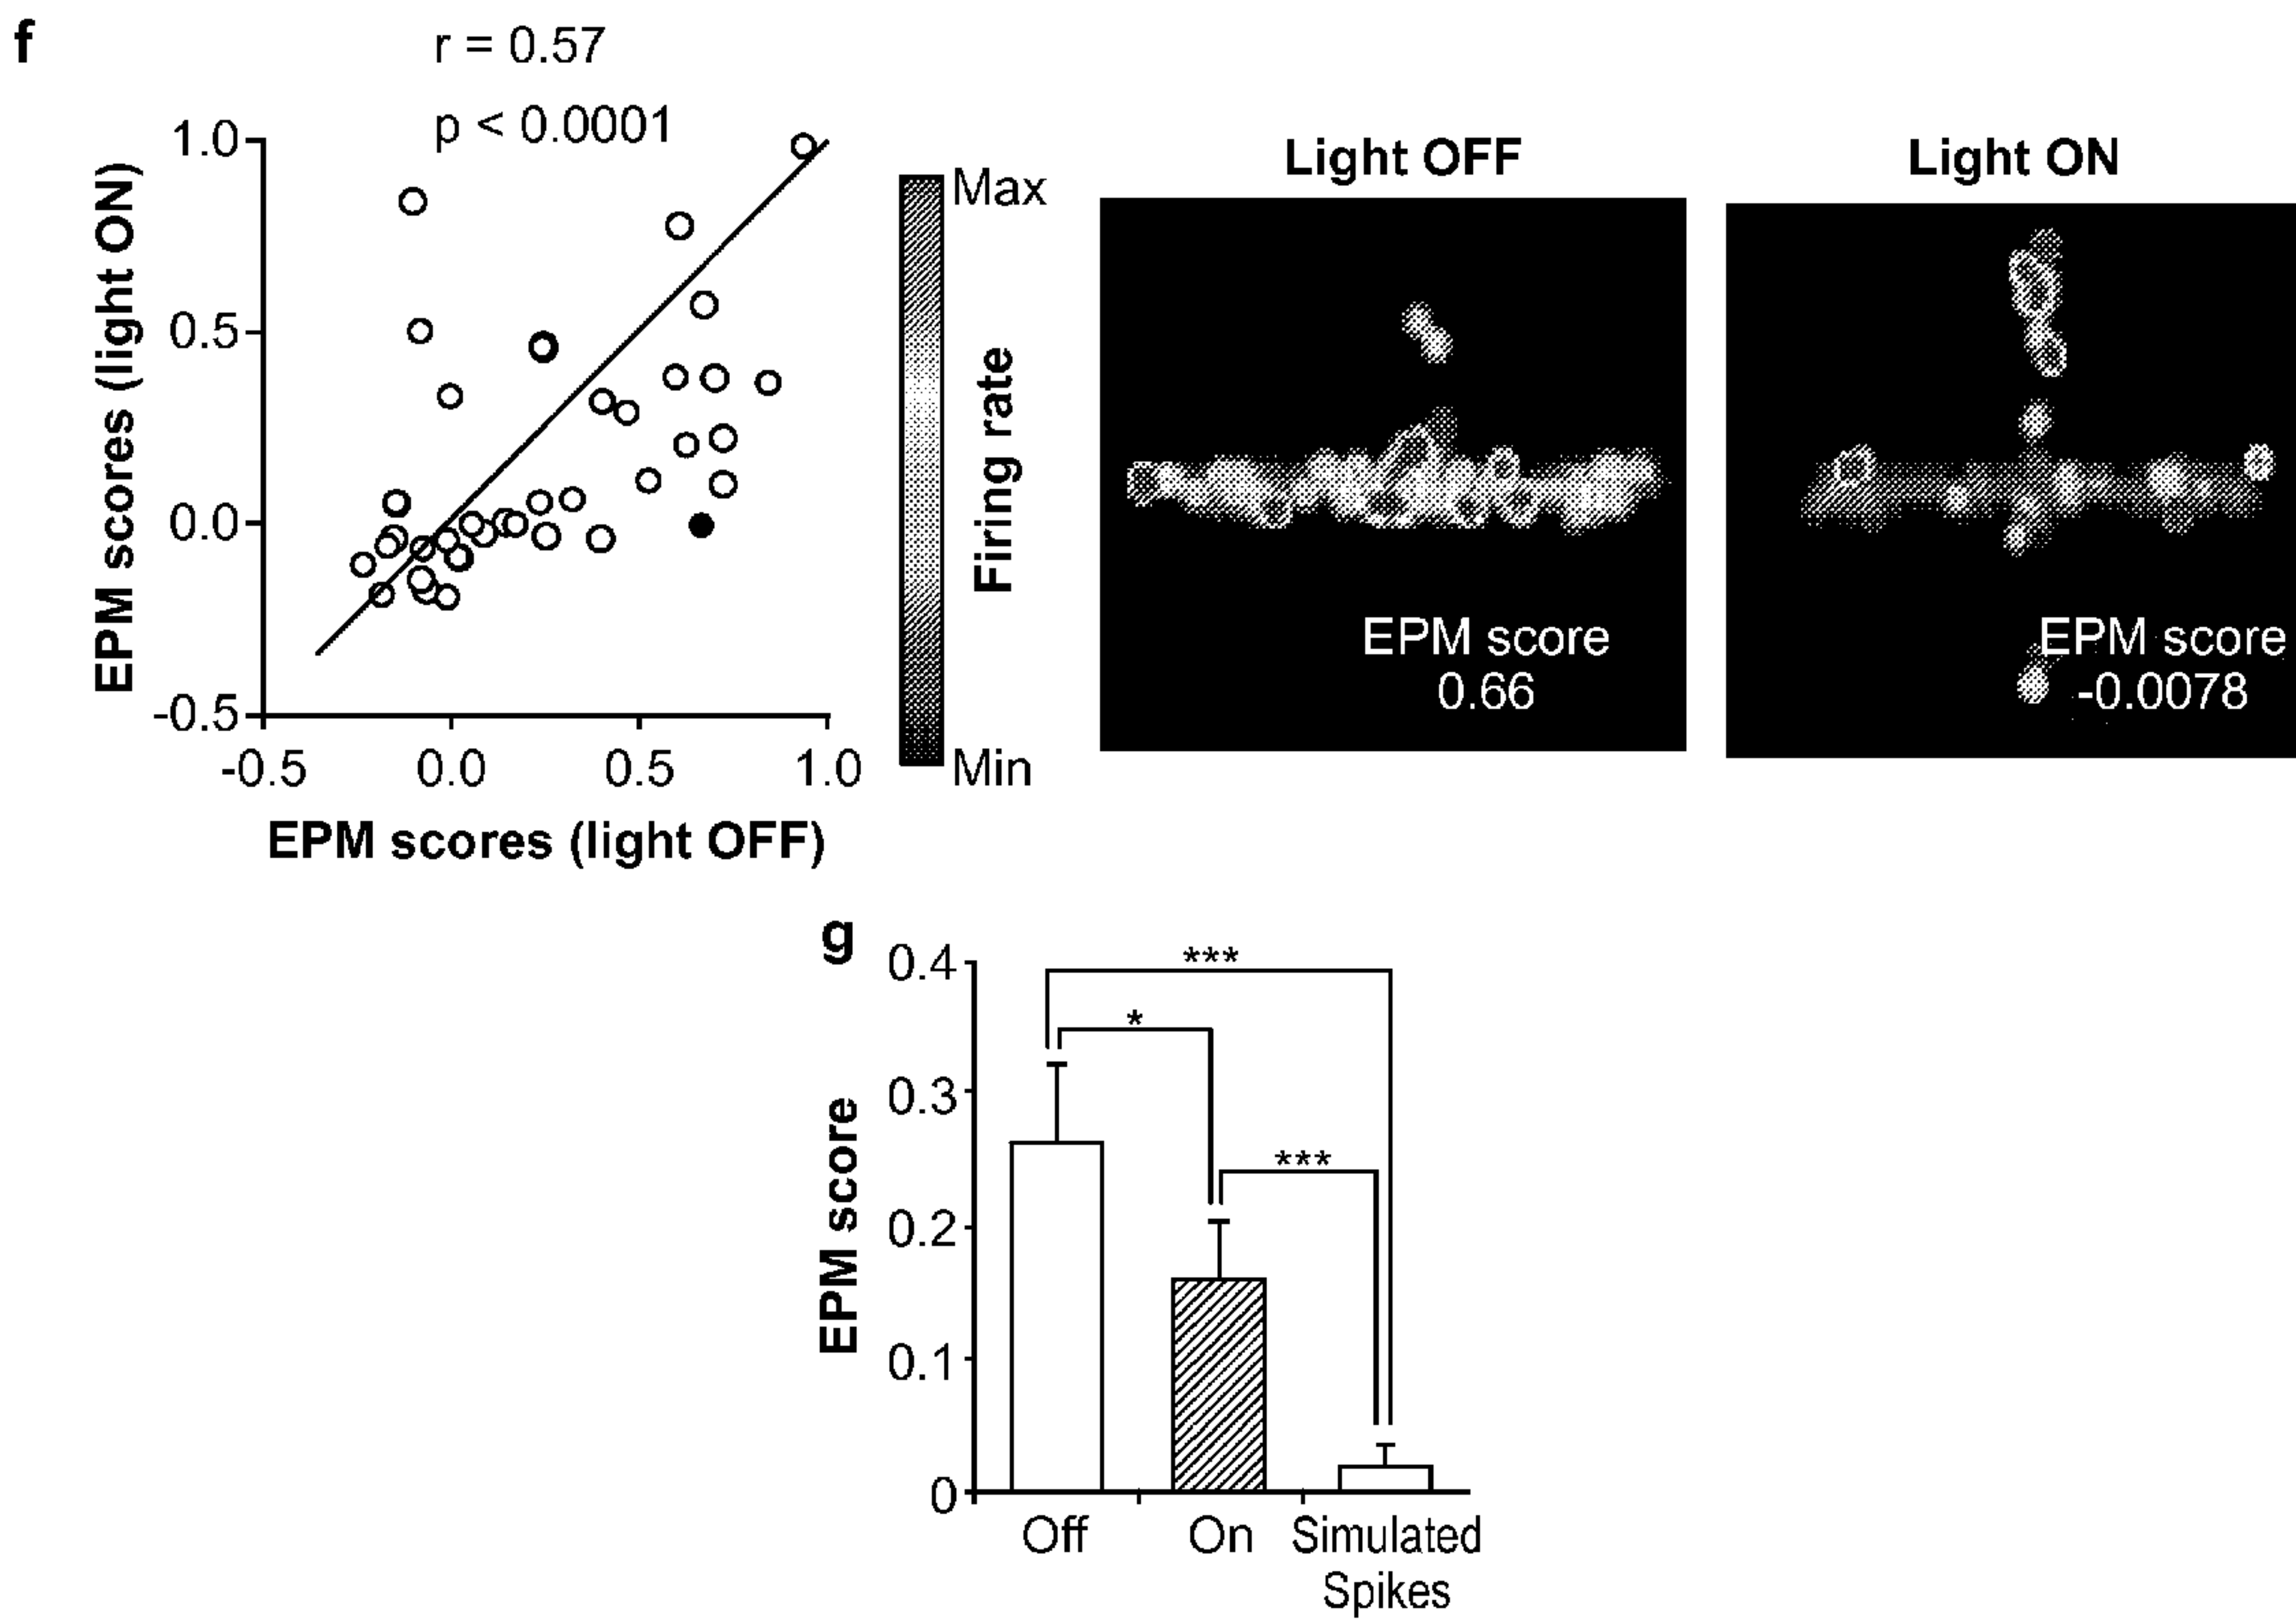 f
r = 0.57
p < 0.0001
1.0
0.5
0.0
-0.5
-0.5 0.0 0.5 1.0
EPM scores (light ON)
EPM scores (light OFF)
Max
Min
Firing rate
Light OFF
EPM score
0.66
Light ON
EPM score
-0.0078
g
0.4
0.3
0.2
0.1
0
EPM score
***
*
***
Off On Simulated
Spikes